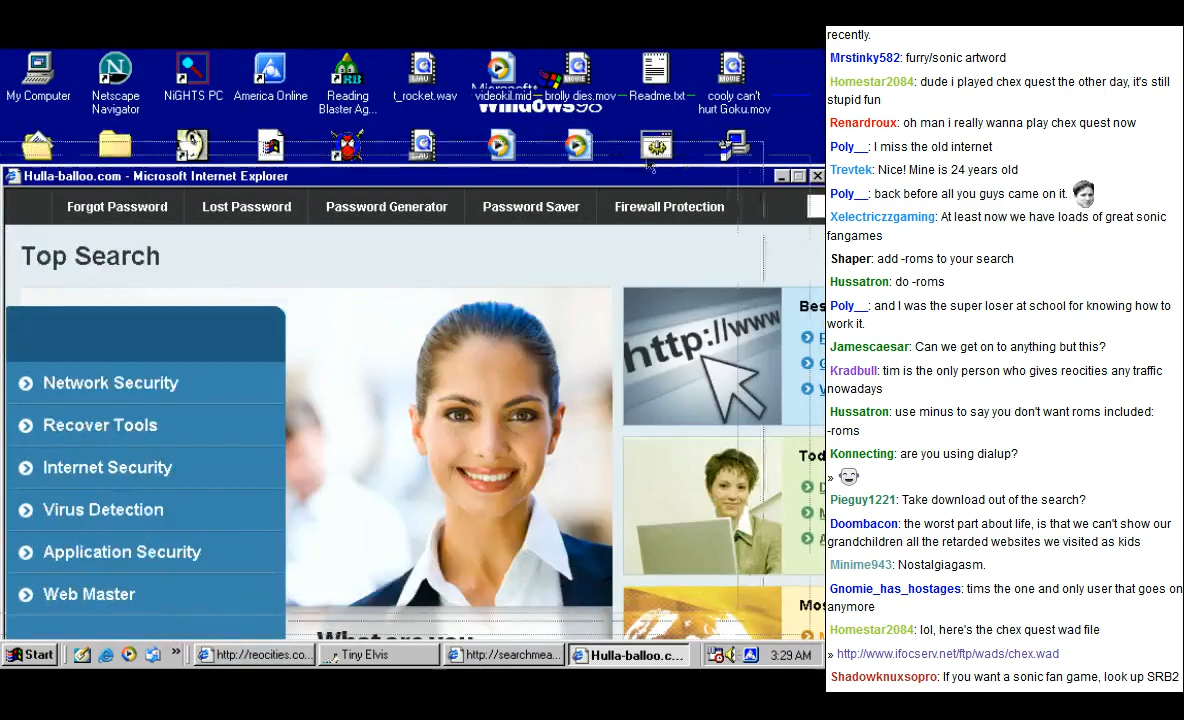 My Computer
Netscape
Navigator
NiGHTS PC
America Online
Reading
Blaster Ag...
t_rocket.wav
videokil.mid
brolly dies.mov
Readme.txt
cooly can't
hurt Goku.mov
Hulla-balloo.com - Microsoft Internet Explorer
Forgot Password
Lost Password
Password Generator
Password Saver
Firewall Protection
Top Search
Network Security
Recover Tools
Internet Security
Virus Detection
Application Security
Web Master
http://www
Bes
Tod
Mos
What are you
Start
http://reocities.co...
Tiny Elvis
http://searchmea...
Hulla-balloo.c...
3:29 AM
recently.
Mrstinky582: furry/sonic artword
Homestar2084: dude i played chex quest the other day, it's still
stupid fun
Renardroux: oh man i really wanna play chex quest now
Poly__: I miss the old internet
Trevtek: Nice! Mine is 24 years old
Poly__: back before all you guys came on it.
Xelectriczzgaming: At least now we have loads of great sonic
fangames
Shaper: add -roms to your search
Hussatron: do -roms
Poly__: and I was the super loser at school for knowing how to
work it.
Jamescaesar: Can we get on to anything but this?
Kradbull: tim is the only person who gives reocities any traffic
nowadays
Hussatron: use minus to say you don't want roms included:
-roms
Konnecting: are you using dialup?
»
Pieguy1221: Take download out of the search?
Doombacon: the worst part about life, is that we can't show our
grandchildren all the retarded websites we visited as kids
Minime943: Nostalgiagasm.
Gnomie_has_hostages: tims the one and only user that goes on
anymore
Homestar2084: lol, here's the chex quest wad file
» http://www.ifocserv.net/ftp/wads/chex.wad
Shadowknuxsopro: If you want a sonic fan game, look up SRB2